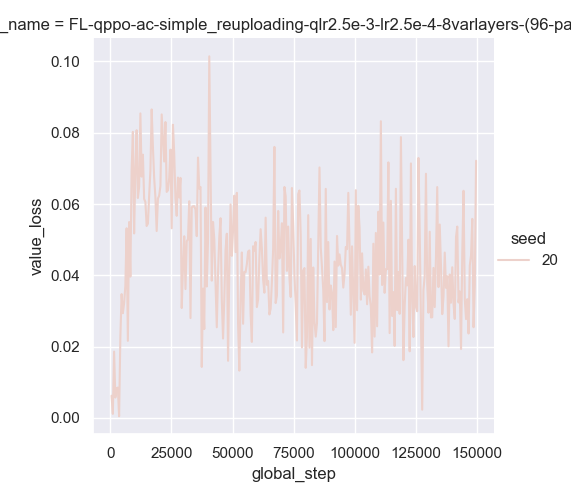 _name = FL-qppo-ac-simple_reuploading-qlr2.5e-3-lr2.5e-4-8varlayers-(96-pa
0.10
0.08
0.06
0.04
0.02
0.00
value_loss
0 25000 50000 75000 100000 125000 150000
global_step
seed
20